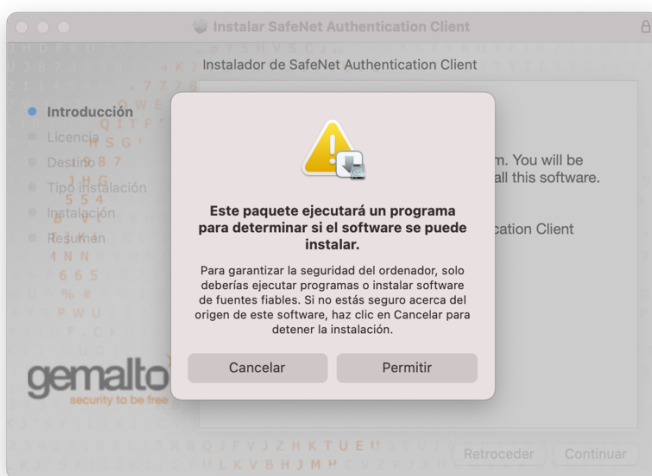 Instalar SafeNet Authentication Client
Instalador de SafeNet Authentication Client
Introducción
Licencia
Destino
Tipo instalación
Instalación
Resumen
m. You will be
all this software.
cation Client
Este paquete ejecutará un programa
para determinar si el software se puede
instalar.
Para garantizar la seguridad del ordenador, solo
deberías ejecutar programas o instalar software
de fuentes fiables. Si no estás seguro acerca del
origen de este software, haz clic en Cancelar para
detener la instalación.
Cancelar
Permitir
gemalto
security to be free
Retroceder
Continuar